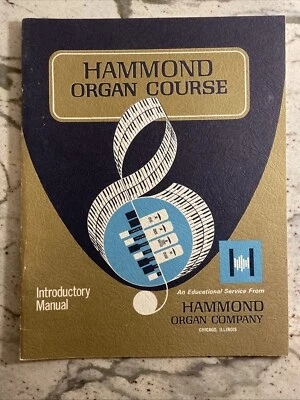 HAMMOND
ORGAN COURSE
Introductory
Manual
An Educational Service From
HAMMOND
ORGAN COMPANY
CHICAGO, ILLINOIS